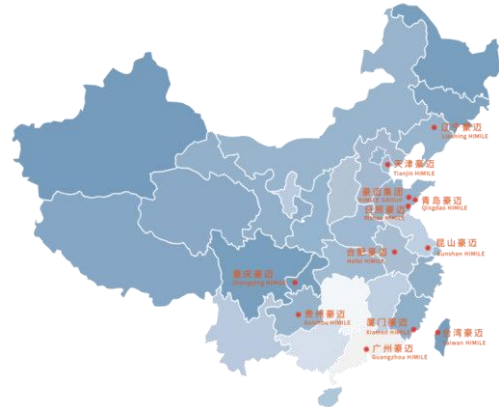 辽宁豪迈
Liaoning HIMILE
天津豪迈
Tianjin HIMILE
豪迈集团
HIMILE GROUP
青岛豪迈
Qingdao HIMILE
豪迈
HIMILE
昆山豪迈
Kunshan HIMILE
合肥豪迈
Hefei HIMILE
重庆豪迈
Chongqing HIMILE
贵州豪迈
Guizhou HIMILE
厦门豪迈
Xiamen HIMILE
台湾豪迈
Taiwan HIMILE
广州豪迈
Guangzhou HIMILE